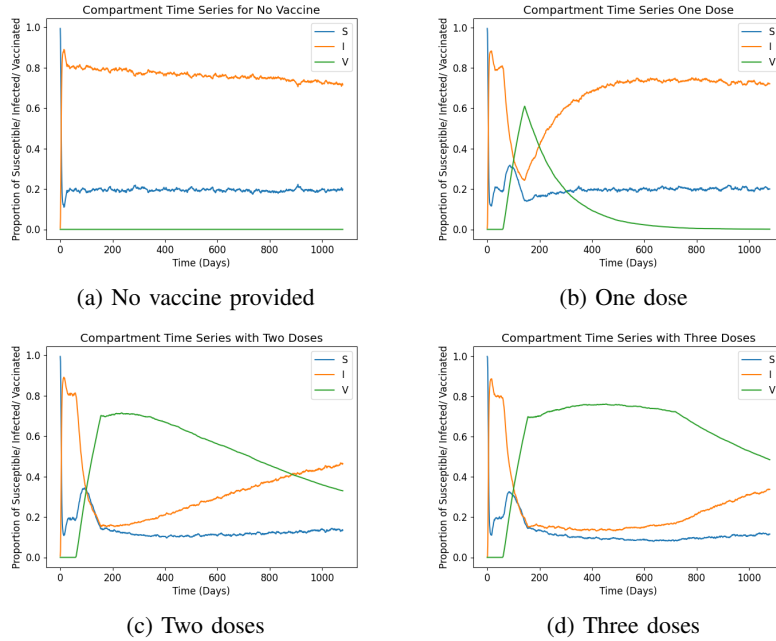 Compartment Time Series for No Vaccine
Proportion of Susceptible/ Infected/ Vaccinated
1.0
0.8
0.6
0.4
0.2
0.0
S
I
V
0 200 400 600 800 1000
Time (Days)
(a) No vaccine provided
Compartment Time Series One Dose
Proportion of Susceptible/ Infected/ Vaccinated
1.0
0.8
0.6
0.4
0.2
0.0
S
I
V
0 200 400 600 800 1000
Time (Days)
(b) One dose
Compartment Time Series with Two Doses
Proportion of Susceptible/ Infected/ Vaccinated
1.0
0.8
0.6
0.4
0.2
0.0
S
I
V
0 200 400 600 800 1000
Time (Days)
(c) Two doses
Compartment Time Series with Three Doses
Proportion of Susceptible/ Infected/ Vaccinated
1.0
0.8
0.6
0.4
0.2
0.0
S
I
V
0 200 400 600 800 1000
Time (Days)
(d) Three doses